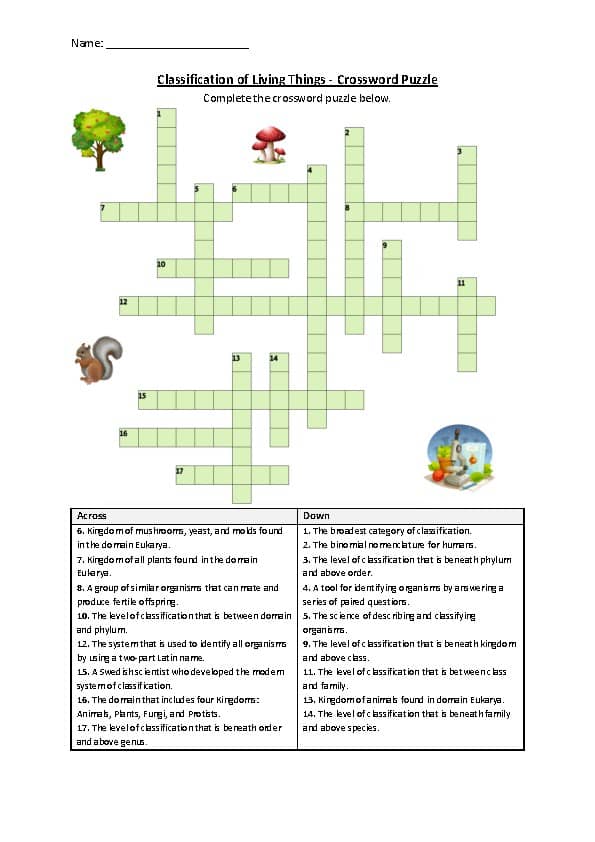 Name: ________________________
Classification of Living Things - Crossword Puzzle
Complete the crossword puzzle below.
1
2
3
4
5
6
7
8
9
10
11
12
13
14
15
16
17
Across
6. Kingdom of mushrooms, yeast, and molds found
in the domain Eukarya.
7. Kingdom of all plants found in the domain
Eukarya.
8. A group of similar organisms that can mate and
produce fertile offspring.
10. The level of classification that is between domain
and phylum.
12. The system that is used to identify all organisms
by using a two-part Latin name.
15. A Swedish scientist who developed the modern
system of classification.
16. The domain that includes four Kingdoms:
Animals, Plants, Fungi, and Protists.
17. The level of classification that is beneath order
and above genus.
Down
1. The broadest category of classification.
2. The binomial nomenclature for humans.
3. The level of classification that is beneath phylum
and above order.
4. A tool for identifying organisms by answering a
series of paired questions.
5. The science of describing and classifying
organisms.
9. The level of classification that is beneath kingdom
and above class.
11. The level of classification that is between class
and family.
13. Kingdom of animals found in domain Eukarya.
14. The level of classification that is beneath family
and above species.